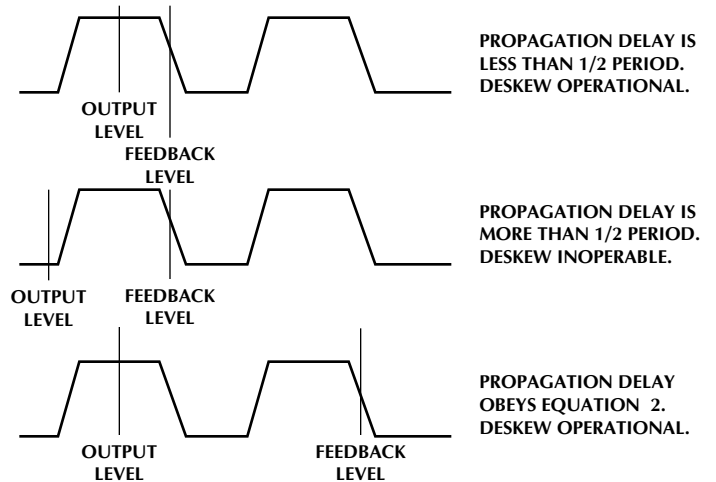 PROPAGATION DELAY IS
LESS THAN 1/2 PERIOD.
DESKEW OPERATIONAL.
OUTPUT
LEVEL
FEEDBACK
LEVEL
PROPAGATION DELAY IS
MORE THAN 1/2 PERIOD.
DESKEW INOPERABLE.
OUTPUT
LEVEL
FEEDBACK
LEVEL
PROPAGATION DELAY
OBEYS EQUATION 2.
DESKEW OPERATIONAL.
OUTPUT
LEVEL
FEEDBACK
LEVEL